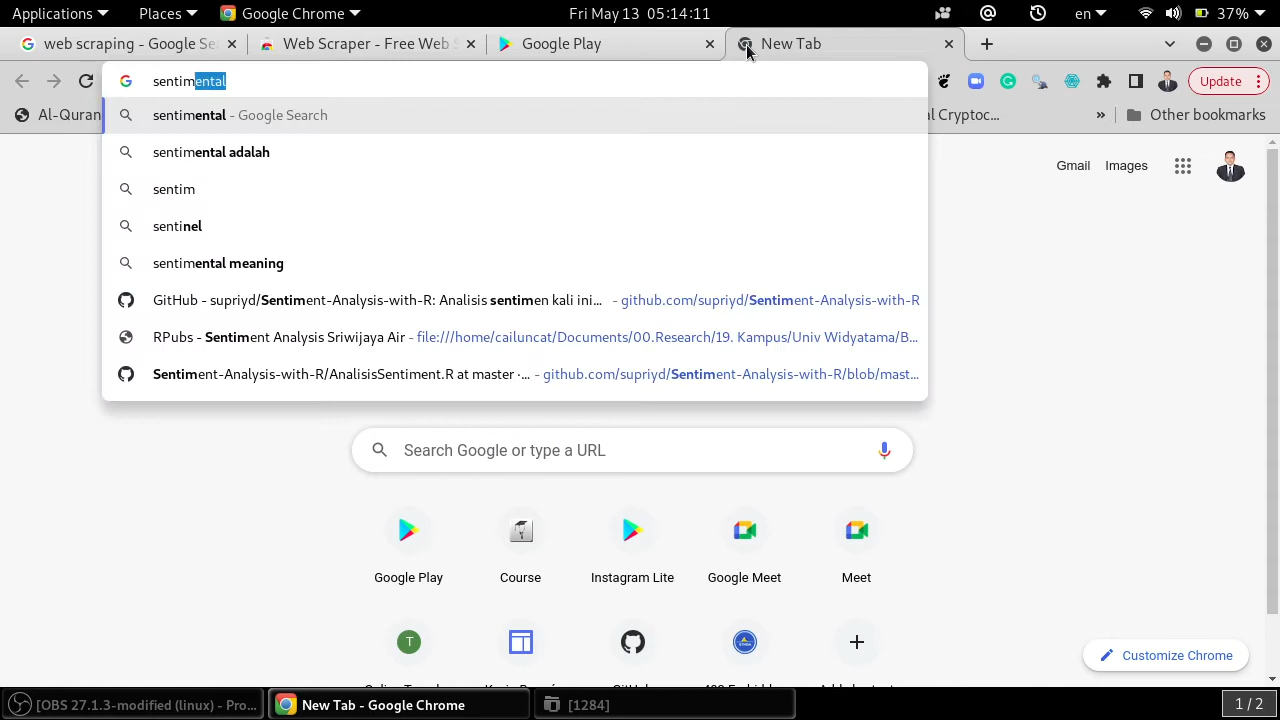 Applications Places Google Chrome Fri May 13 05:14:11 en 37%
web scraping - Google Se Web Scraper - Free Web S Google Play New Tab
sentimental Update
Al-Quran al Cryptoc... » Other bookmarks
sentimental - Google Search
sentimental adalah
sentim
sentinel
sentimental meaning
GitHub - supriyd/Sentiment-Analysis-with-R: Analisis sentimen kali ini... - github.com/supriyd/Sentiment-Analysis-with-R
RPubs - Sentiment Analysis Sriwijaya Air - file:///home/cailuncat/Documents/00.Research/19. Kampus/Univ Widyatama/B...
Sentiment-Analysis-with-R/AnalisisSentiment.R at master ·... - github.com/supriyd/Sentiment-Analysis-with-R/blob/mast...
Gmail Images
Search Google or type a URL
Google Play Course Instagram Lite Google Meet Meet
T
Customize Chrome
[OBS 27.1.3-modified (linux) - Pro... New Tab - Google Chrome [1284] 1 / 2